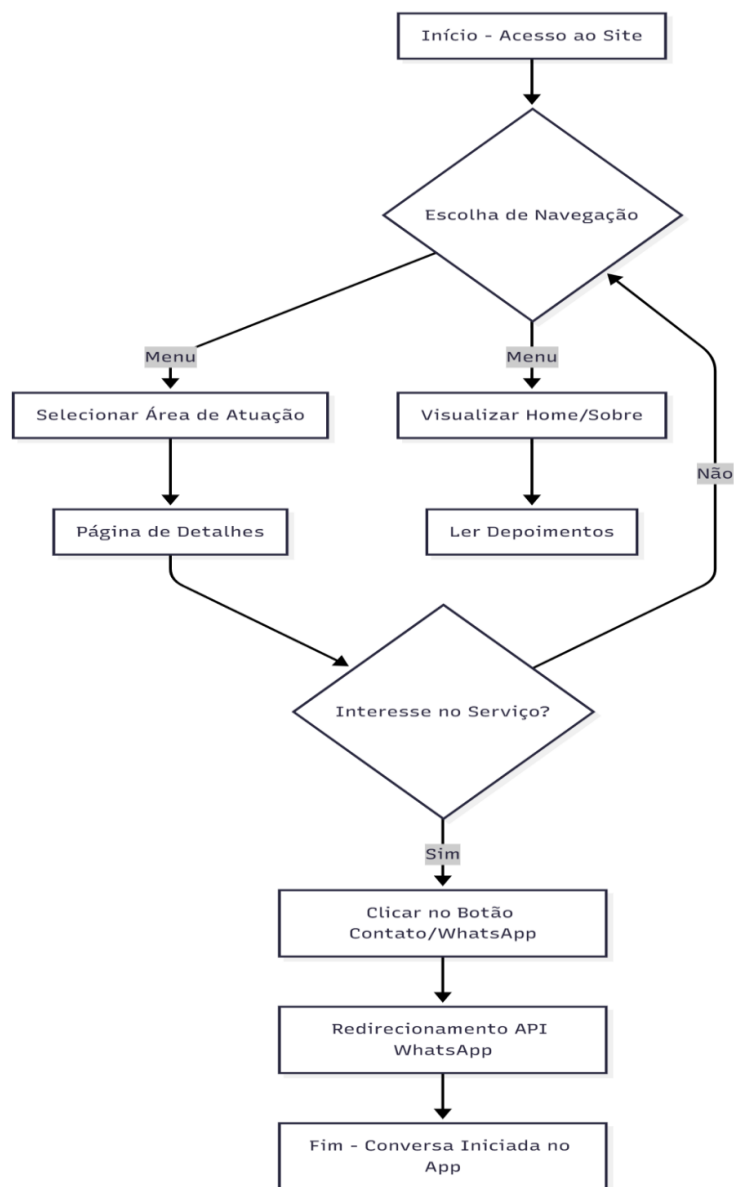 Início - Acesso ao Site
Escolha de Navegação
Menu
Menu
Selecionar Área de Atuação
Visualizar Home/Sobre
Não
Página de Detalhes
Ler Depoimentos
Interesse no Serviço?
Sim
Clicar no Botão
Contato/WhatsApp
Redirecionamento API
WhatsApp
Fim - Conversa Iniciada no
App